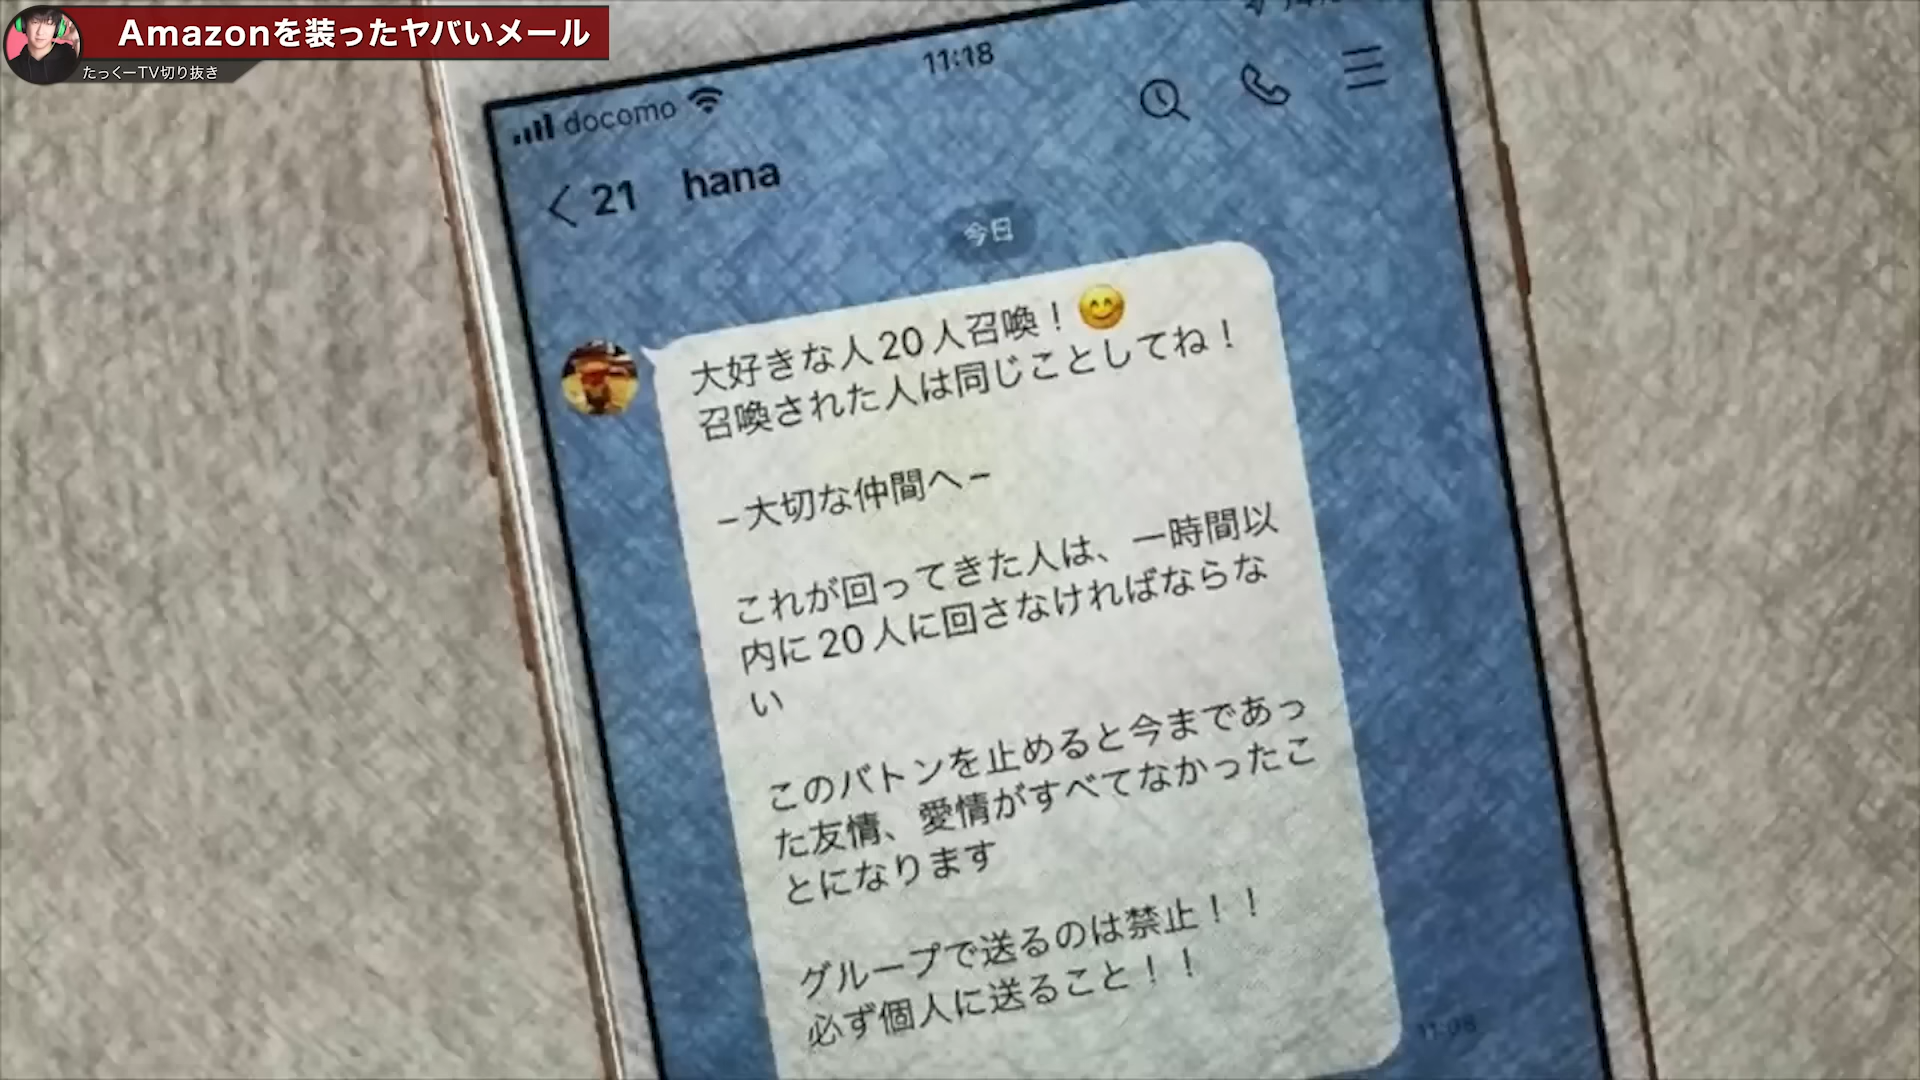 Amazonを装ったヤバいメール
たっくーTV切り抜き
11:18
docomo
21 hana
今日
大好きな人20人召喚！😊
召喚された人は同じことしてね！
–大切な仲間へ–
これが回ってきた人は、一時間以
内に20人に回さなければならな
い
このバトンを止めると今まであっ
た友情、愛情がすべてなかったこ
とになります
グループで送るのは禁止！！
必ず個人に送ること！！
11:08